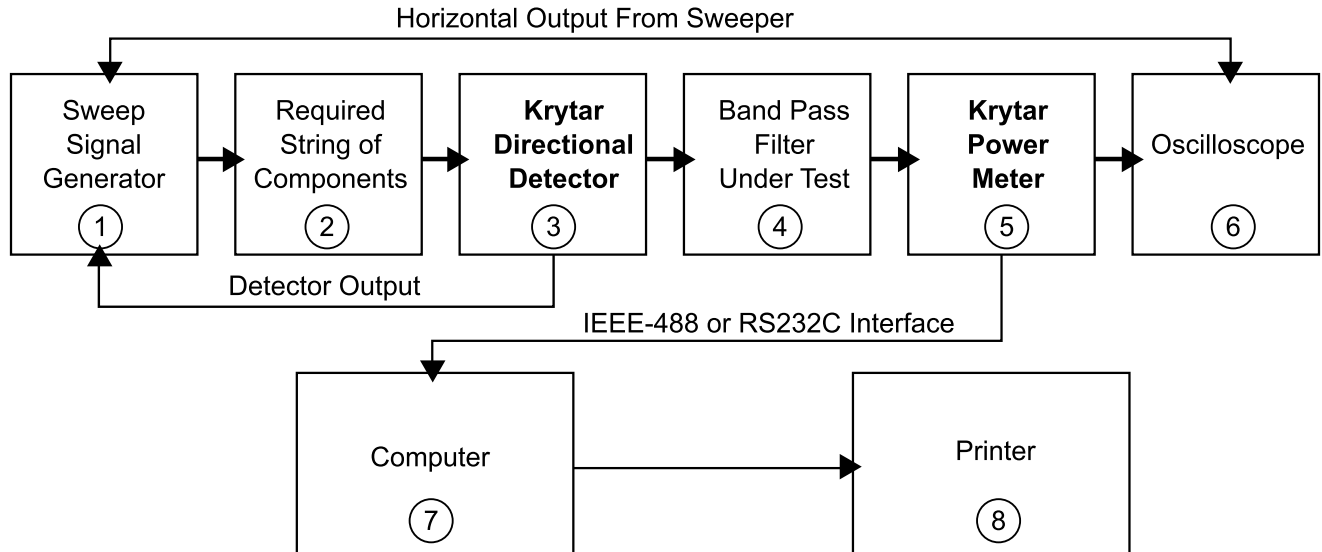 Horizontal Output From Sweeper
Sweep
Signal
Generator
1
Required
String of
Components
2
Krytar
Directional
Detector
3
Band Pass
Filter
Under Test
4
Krytar
Power
Meter
5
Oscilloscope
6
Detector Output
IEEE-488 or RS232C Interface
Computer
7
Printer
8